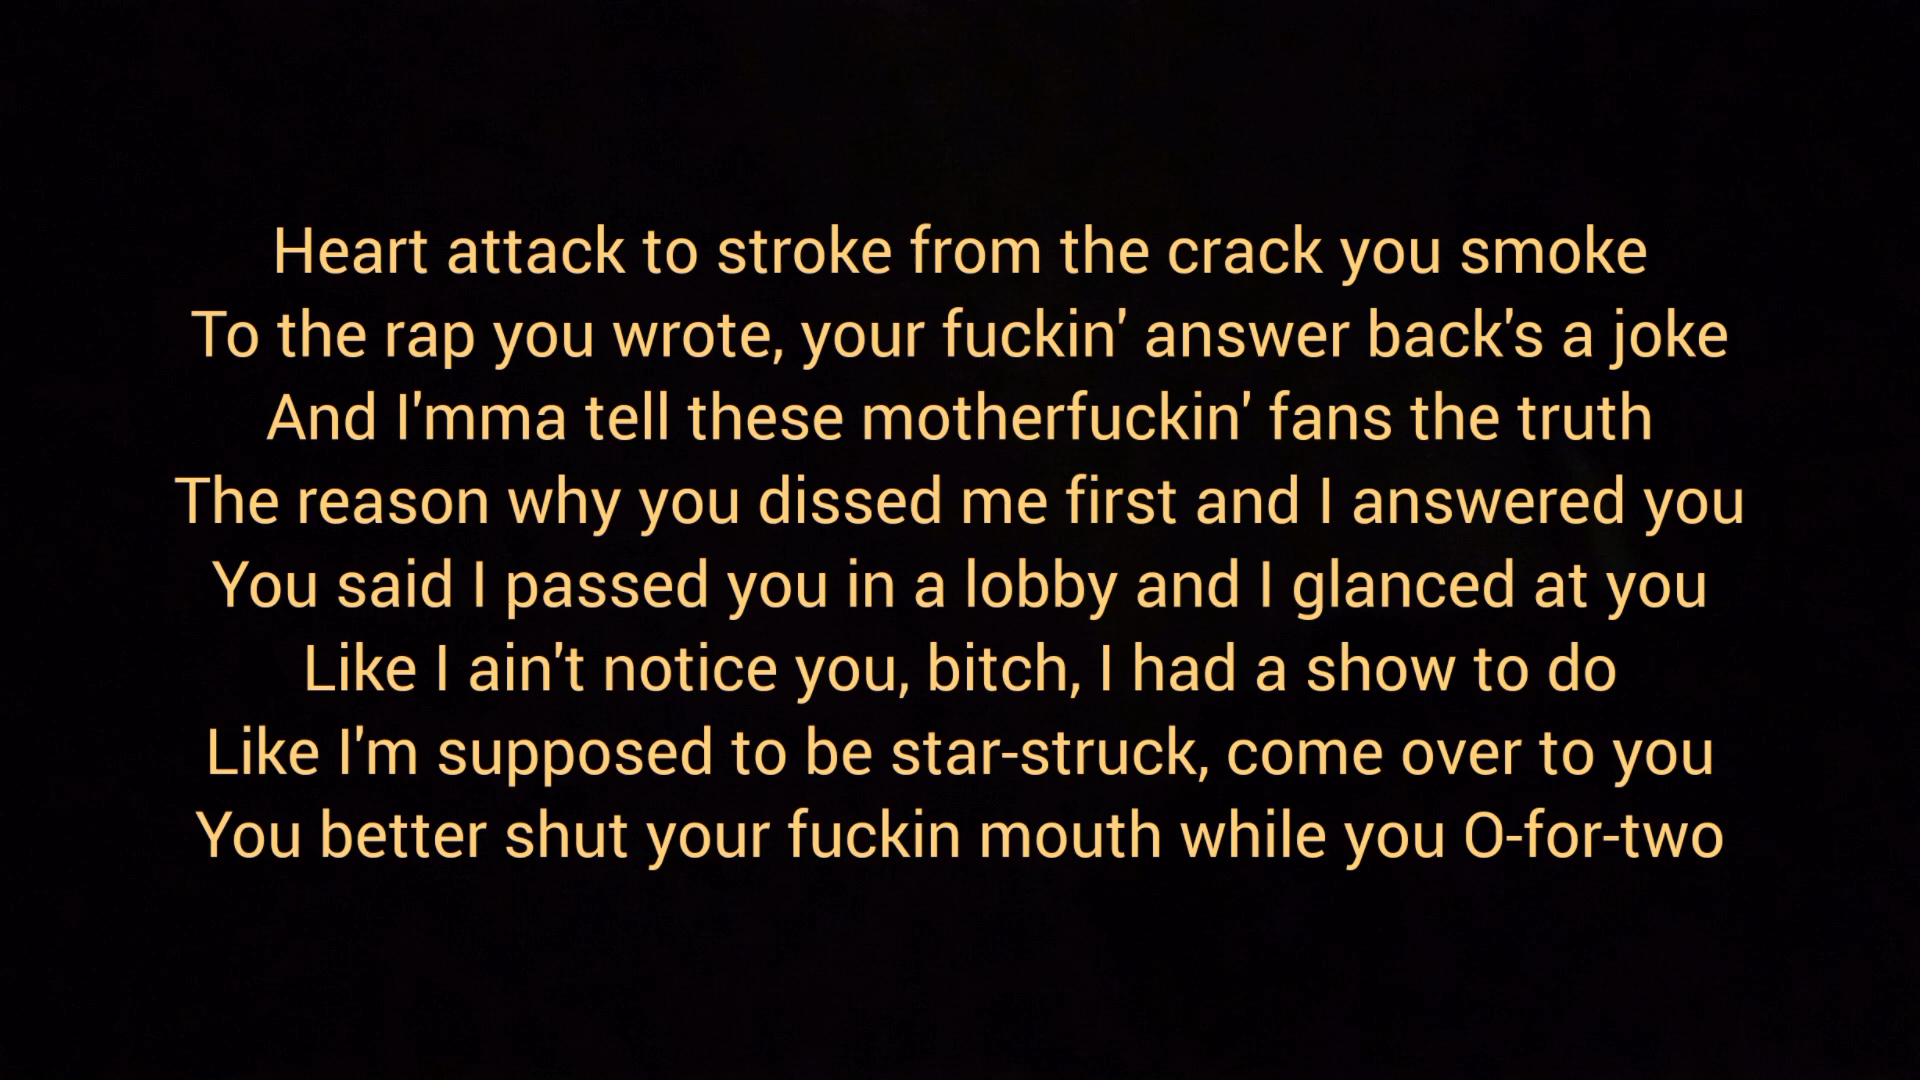 Heart attack to stroke from the crack you smoke
To the rap you wrote, your fuckin' answer back's a joke
And I'mma tell these motherfuckin' fans the truth
The reason why you dissed me first and I answered you
You said I passed you in a lobby and I glanced at you
Like I ain't notice you, bitch, I had a show to do
Like I'm supposed to be star-struck, come over to you
You better shut your fuckin mouth while you O-for-two